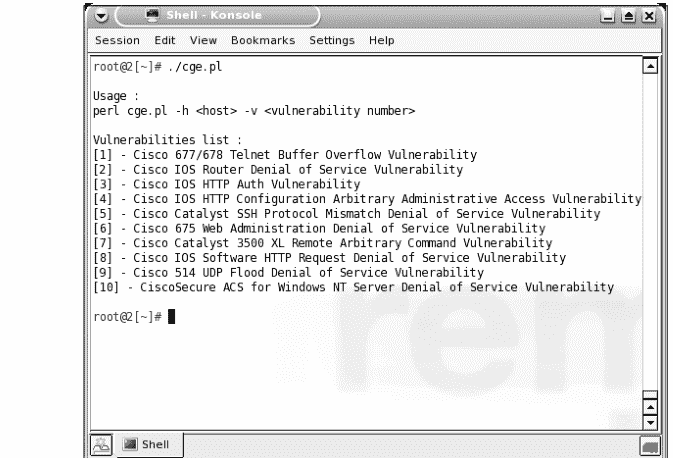 Shell - Konsole
Session Edit View Bookmarks Settings Help
root@2[~]# ./cge.pl
Usage :
perl cge.pl -h <host> -v <vulnerability number>
Vulnerabilities list :
[1] - Cisco 677/678 Telnet Buffer Overflow Vulnerability
[2] - Cisco IOS Router Denial of Service Vulnerability
[3] - Cisco IOS HTTP Auth Vulnerability
[4] - Cisco IOS HTTP Configuration Arbitrary Administrative Access Vulnerability
[5] - Cisco Catalyst SSH Protocol Mismatch Denial of Service Vulnerability
[6] - Cisco 675 Web Administration Denial of Service Vulnerability
[7] - Cisco Catalyst 3500 XL Remote Arbitrary Command Vulnerability
[8] - Cisco IOS Software HTTP Request Denial of Service Vulnerability
[9] - Cisco 514 UDP Flood Denial of Service Vulnerability
[10] - CiscoSecure ACS for Windows NT Server Denial of Service Vulnerability
root@2[~]#
Shell